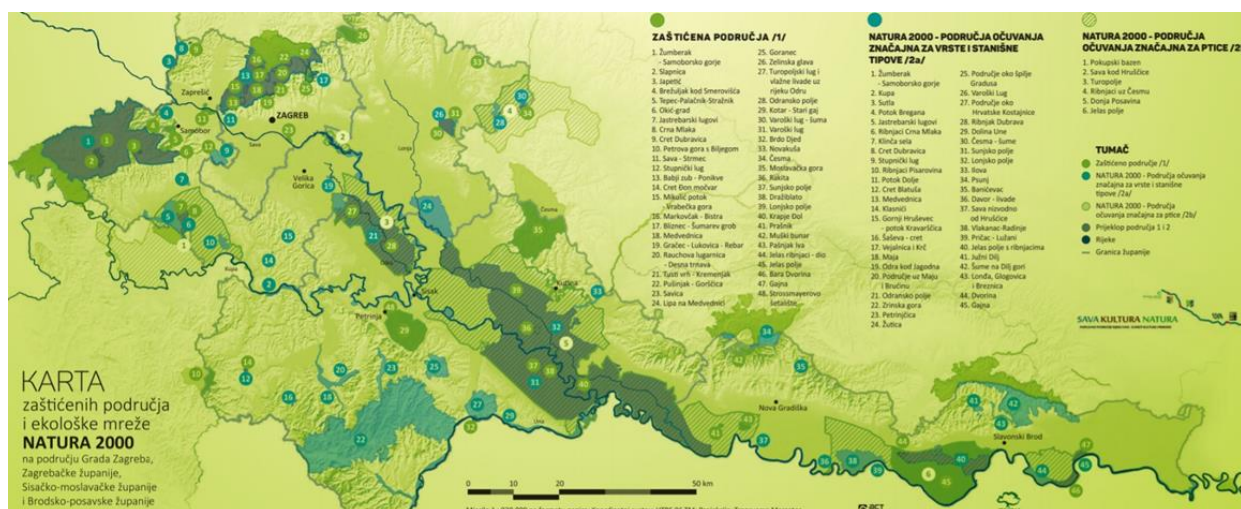 ZAŠTIĆENA PODRUČJA /1/
1. Žumberak
- Samoborsko gorje
2. Slapnica
3. Japetić
4. Brežuljak kod Smerovišća
5. Tepec-Palačnik-Stražnik
6. Okić-grad
7. Jastrebarski lugovi
8. Crna Mlaka
9. Cret Dubravica
10. Petrova gora s Biljegom
11. Sava - Strmec
12. Stupnički lug
13. Babji zub - Ponikve
14. Cret Đon močvar
15. Mikulić potok
- Vrabečka gora
16. Markovčak - Bistra
17. Bliznec - Šumarev grob
18. Medvednica
19. Gračec - Lukovica - Rebar
20. Rauchova lugarnica
- Desna trnava
21. Tusti vrh - Kremenjak
22. Pušinjak - Gorščica
23. Savica
24. Lipa na Medvednici
25. Goranec
26. Zelinska glava
27. Turopoljski lug i
vlažne livade uz
rijeku Odru
28. Odransko polje
29. Kotar - Stari gaj
30. Varoški lug - šuma
31. Varoški lug
32. Brdo Djed
33. Novakuša
34. Česma
35. Moslavačka gora
36. Rakita
37. Sunjsko polje
38. Dražiblato
39. Lonjsko polje
40. Krapje Đol
41. Prašnik
42. Muški bunar
43. Pašnjak Iva
44. Jelas ribnjaci - dio
45. Jelas polje
46. Bara Dvorina
47. Gajna
48. Strossmayerovo
šetalište
NATURA 2000 - PODRUČJA OČUVANJA
ZNAČAJNA ZA VRSTE I STANIŠNE
TIPOVE /2a/
1. Žumberak
- Samoborsko gorje
2. Kupa
3. Sutla
4. Potok Bregana
5. Jastrebarski lugovi
6. Ribnjaci Crna Mlaka
7. Klinča sela
8. Cret Dubravica
9. Stupnički lug
10. Ribnjaci Pisarovina
11. Potok Dolje
12. Cret Blatuša
13. Medvednica
14. Klasnići
15. Gornji Hruševec
- potok Kravarščica
16. Šaševa - cret
17. Vejalnica i Krč
18. Maja
19. Odra kod Jagodna
20. Područje uz Maju
i Brućinu
21. Odransko polje
22. Zrinska gora
23. Petrinjčica
24. Žutica
25. Područje oko špilje
Gradusa
26. Varoški Lug
27. Područje oko
Hrvatske Kostajnice
28. Ribnjak Dubrava
29. Dolina Une
30. Česma - šume
31. Sunjsko polje
32. Lonjsko polje
33. Ilova
34. Psunj
35. Baničevac
36. Davor - livade
37. Sava nizvodno
od Hrušćice
38. Vlakanac-Radinje
39. Pričac - Lužani
40. Jelas polje s ribnjacima
41. Južni Dilj
42. Šume na Dilj gori
43. Lonđa, Glogovica
i Breznica
44. Dvorina
45. Gajna
NATURA 2000 - PODRUČJA
OČUVANJA ZNAČAJNA ZA PTICE /2
1. Pokupski bazen
2. Sava kod Hrušćice
3. Turopolje
4. Ribnjaci uz Česmu
5. Donja Posavina
6. Jelas polje
TUMAČ
Zaštićeno područje /1/
NATURA 2000 - Područja očuvanja
značajna za vrste i stanišne
tipove /2a/
NATURA 2000 - Područja
očuvanja značajna za ptice /2b/
Prijeklop područja 1 i 2
Rijeke
Granica županije
SAVA KULTURA NATURA
Zaprešić
ZAGREB
Samobor
Sava
Lonja
Velika
Gorica
Česma
Kupa
Odra
Sisak
Petrinja
Kutina
Una
Nova Gradiška
Slavonski Brod
KARTA
zaštićenih područja
i ekološke mreže
NATURA 2000
na području Grada Zagreba,
Zagrebačke županije,
Sisačko-moslavačke županije
i Brodsko-posavske županije
0 10 20 50 km